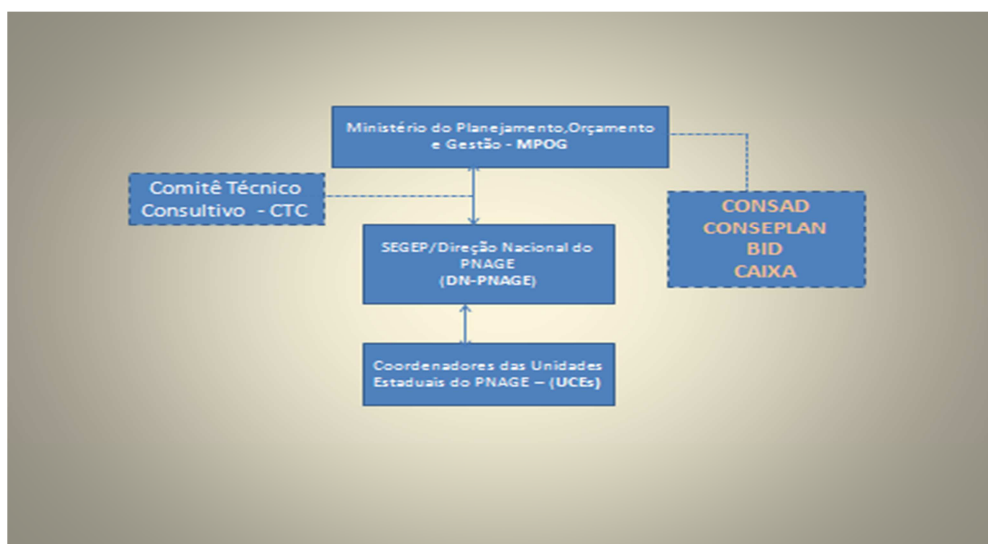 Ministério do Planejamento,Orçamento
e Gestão - MPOG
Comitê Técnico
Consultivo - CTC
CONSAD
CONSEPLAN
BID
CAIXA
SEGEP/Direção Nacional do
PNAGE
(DN-PNAGE)
Coordenadores das Unidades
Estaduais do PNAGE – (UCEs)